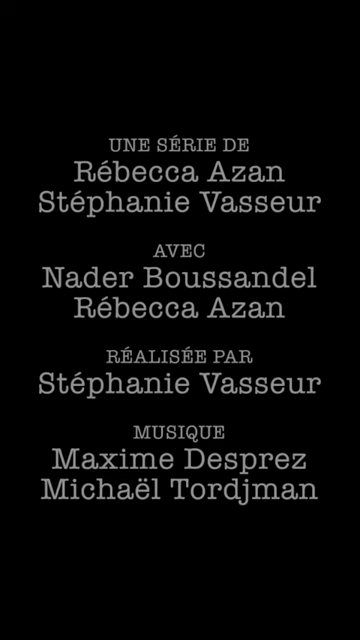 UNE SÉRIE DE
Rébecca Azan
Stéphanie Vasseur
AVEC
Nader Boussandel
Rébecca Azan
RÉALISÉE PAR
Stéphanie Vasseur
MUSIQUE
Maxime Desprez
Michaël Tordjman